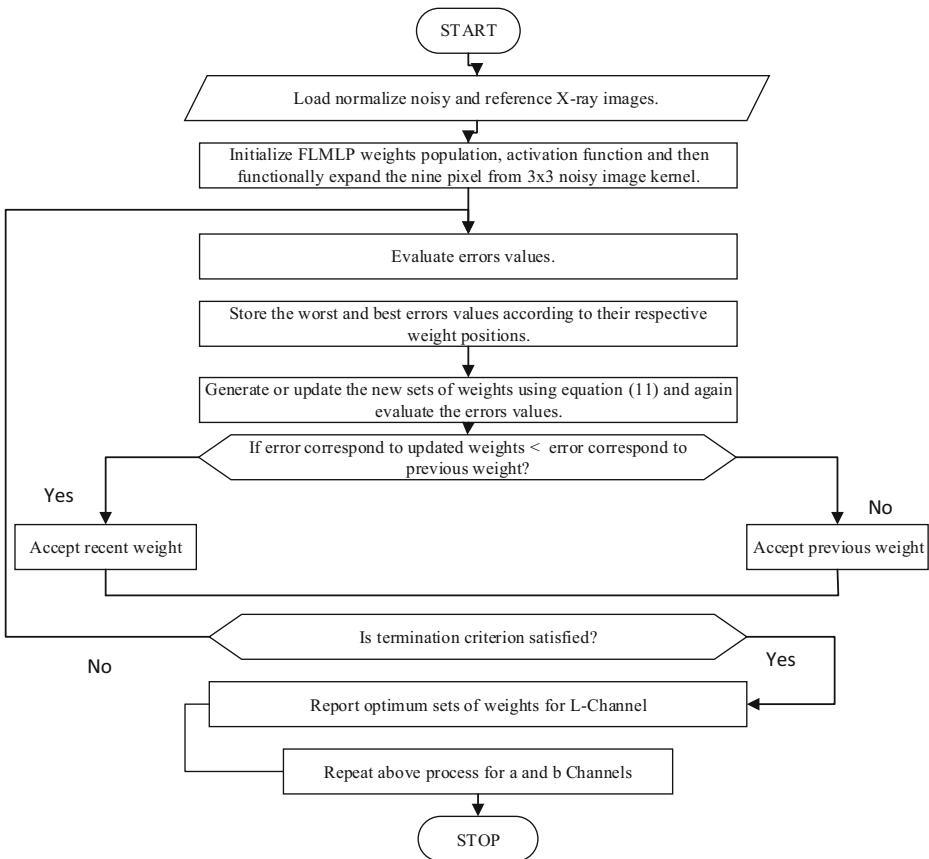 START
Load normalize noisy and reference X-ray images.
Initialize FLMLP weights population, activation function and then
functionally expand the nine pixel from 3x3 noisy image kernel.
Evaluate errors values.
Store the worst and best errors values according to their respective
weight positions.
Generate or update the new sets of weights using equation (11) and again
evaluate the errors values.
If error correspond to updated weights < error correspond to
previous weight?
Yes
No
Accept recent weight
Accept previous weight
Is termination criterion satisfied?
No
Yes
Report optimum sets of weights for L-Channel
Repeat above process for a and b Channels
STOP